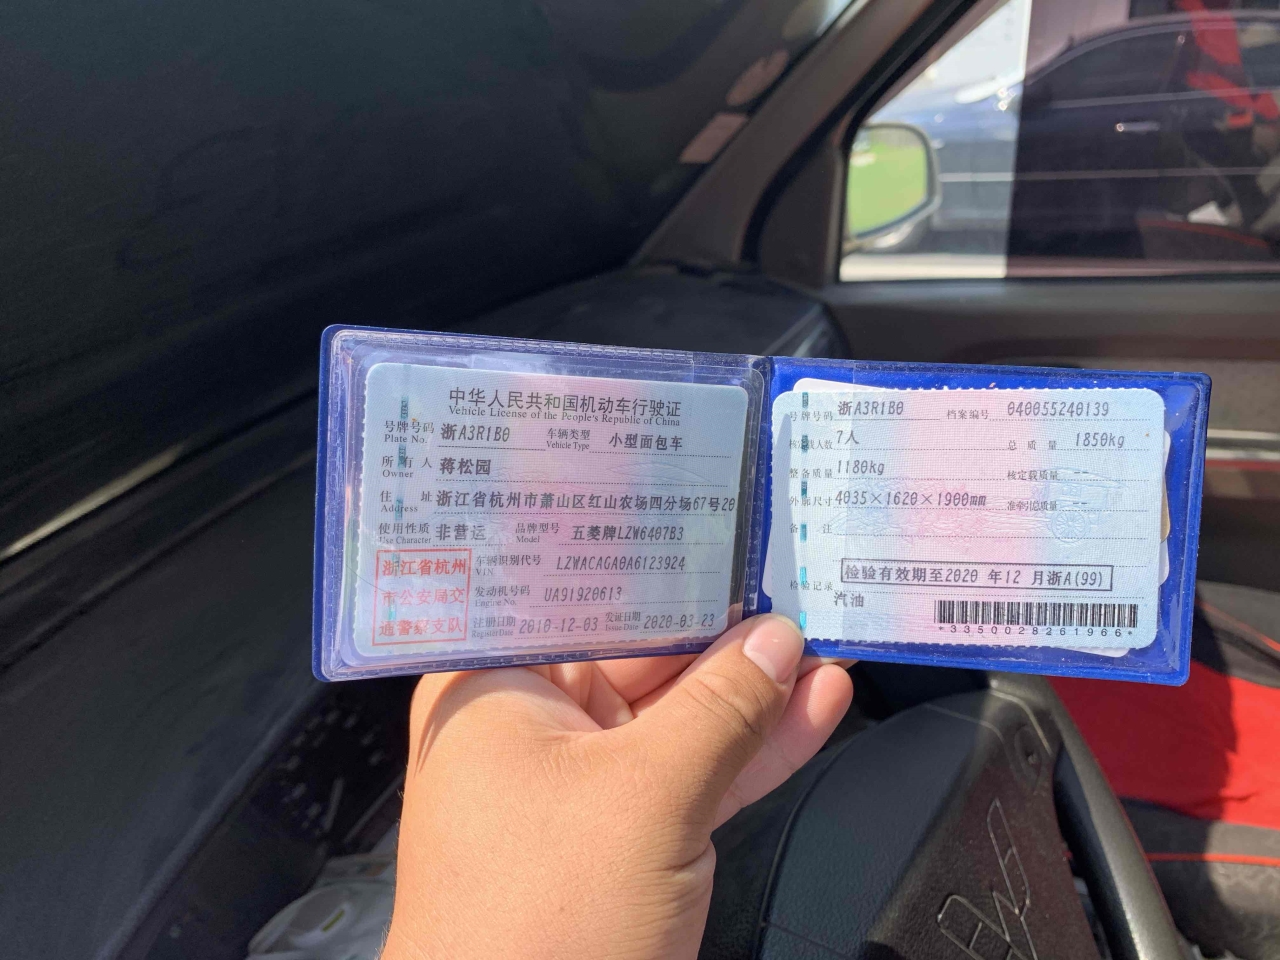 中华人民共和国机动车行驶证
Vehicle License of the People's Republic of China
号牌号码 浙A3R1B0 车辆类型 小型面包车
Plate No. Vehicle Type
所有人 蒋松园
Owner
住址 浙江省杭州市萧山区红山农场四分场67号20
Address
使用性质 非营运 品牌型号 五菱牌LZW6407B3
Use Character Model
浙江省杭州
市公安局交
通警察支队
车辆识别代号 LZWACAGA0A6123924
VIN
发动机号码 UA91920613
Engine No.
注册日期 2010-12-03 发证日期 2020-03-23
Register Date Issue Date
号牌号码 浙A3R1B0 档案编号 040055240139
核定载人数 7人 总质量 1850kg
整备质量 1180kg 核定载质量 --
外廓尺寸 4035×1620×1900mm 准牵引总质量 --
备注
检验记录 检验有效期至2020 年12 月浙A(99)
汽油
*3350028261966*